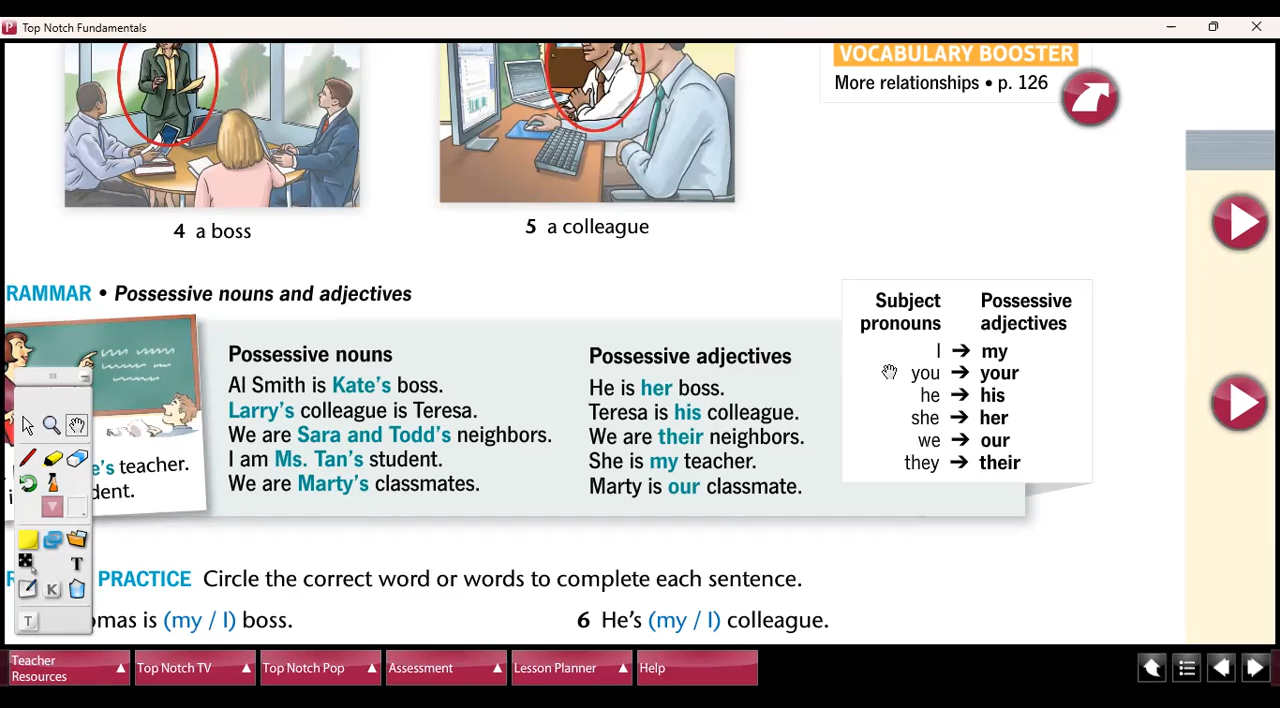 Top Notch Fundamentals
VOCABULARY BOOSTER
More relationships • p. 126
4 a boss
5 a colleague
RAMMAR • Possessive nouns and adjectives
Possessive nouns
Al Smith is Kate's boss.
Larry's colleague is Teresa.
We are Sara and Todd's neighbors.
I am Ms. Tan's student.
We are Marty's classmates.
Possessive adjectives
He is her boss.
Teresa is his colleague.
We are their neighbors.
She is my teacher.
Marty is our classmate.
Subject pronouns
Possessive adjectives
I → my
you → your
he → his
she → her
we → our
they → their
e's teacher.
dent.
PRACTICE Circle the correct word or words to complete each sentence.
omas is (my / I) boss.
6 He's (my / I) colleague.
T
K
T
Teacher Resources
Top Notch TV
Top Notch Pop
Assessment
Lesson Planner
Help